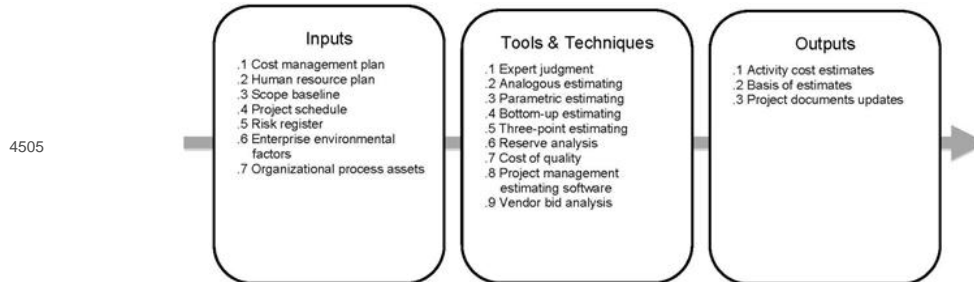 4505
Inputs
.1 Cost management plan
.2 Human resource plan
.3 Scope baseline
.4 Project schedule
.5 Risk register
.6 Enterprise environmental
factors
.7 Organizational process assets
Tools & Techniques
.1 Expert judgment
.2 Analogous estimating
.3 Parametric estimating
.4 Bottom-up estimating
.5 Three-point estimating
.6 Reserve analysis
.7 Cost of quality
.8 Project management
estimating software
.9 Vendor bid analysis
Outputs
.1 Activity cost estimates
.2 Basis of estimates
.3 Project documents updates